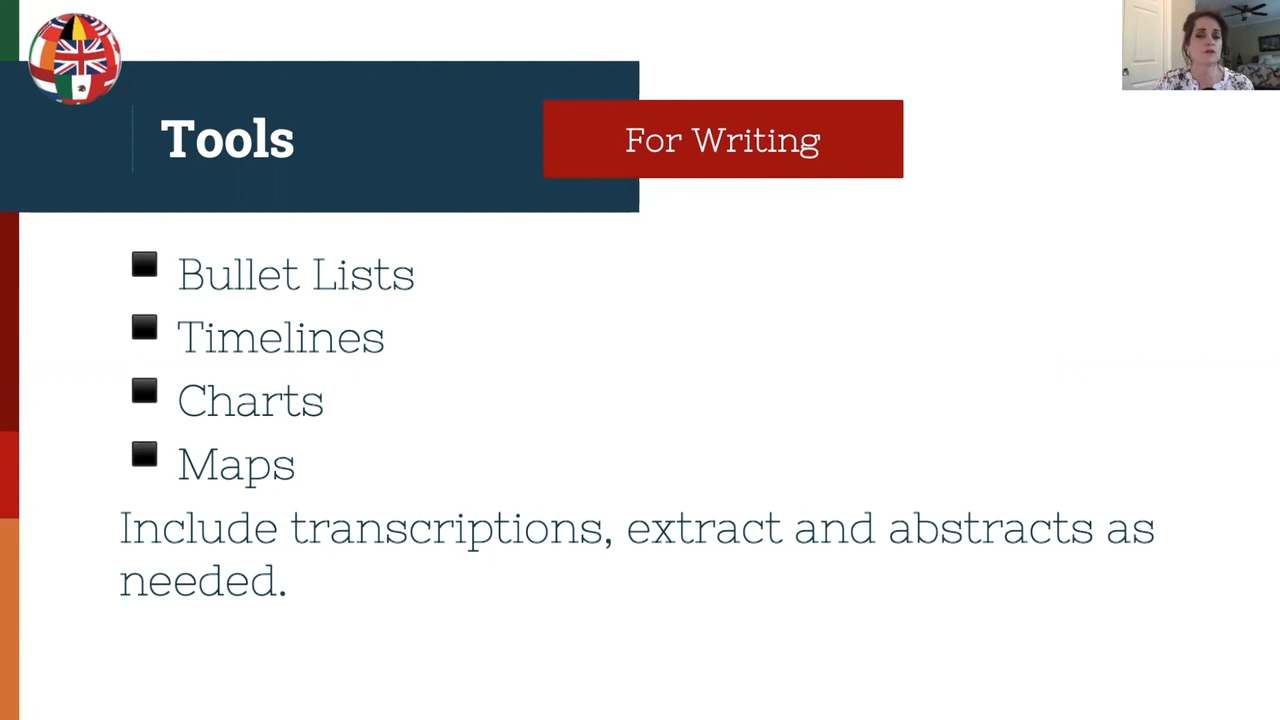 Tools
For Writing
Bullet Lists
Timelines
Charts
Maps
Include transcriptions, extract and abstracts as
needed.